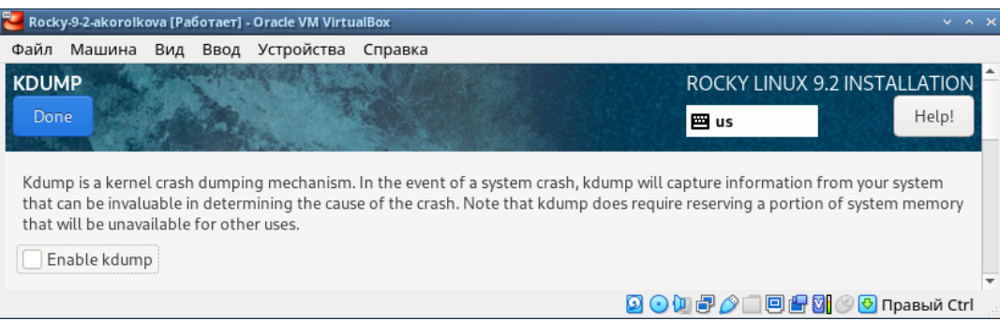 Rocky-9-2-akorolkova [Работает] - Oracle VM VirtualBox
Файл Машина Вид Ввод Устройства Справка
KDUMP
ROCKY LINUX 9.2 INSTALLATION
Done
us
Help!
Kdump is a kernel crash dumping mechanism. In the event of a system crash, kdump will capture information from your system
that can be invaluable in determining the cause of the crash. Note that kdump does require reserving a portion of system memory
that will be unavailable for other uses.
Enable kdump
Правый Ctrl